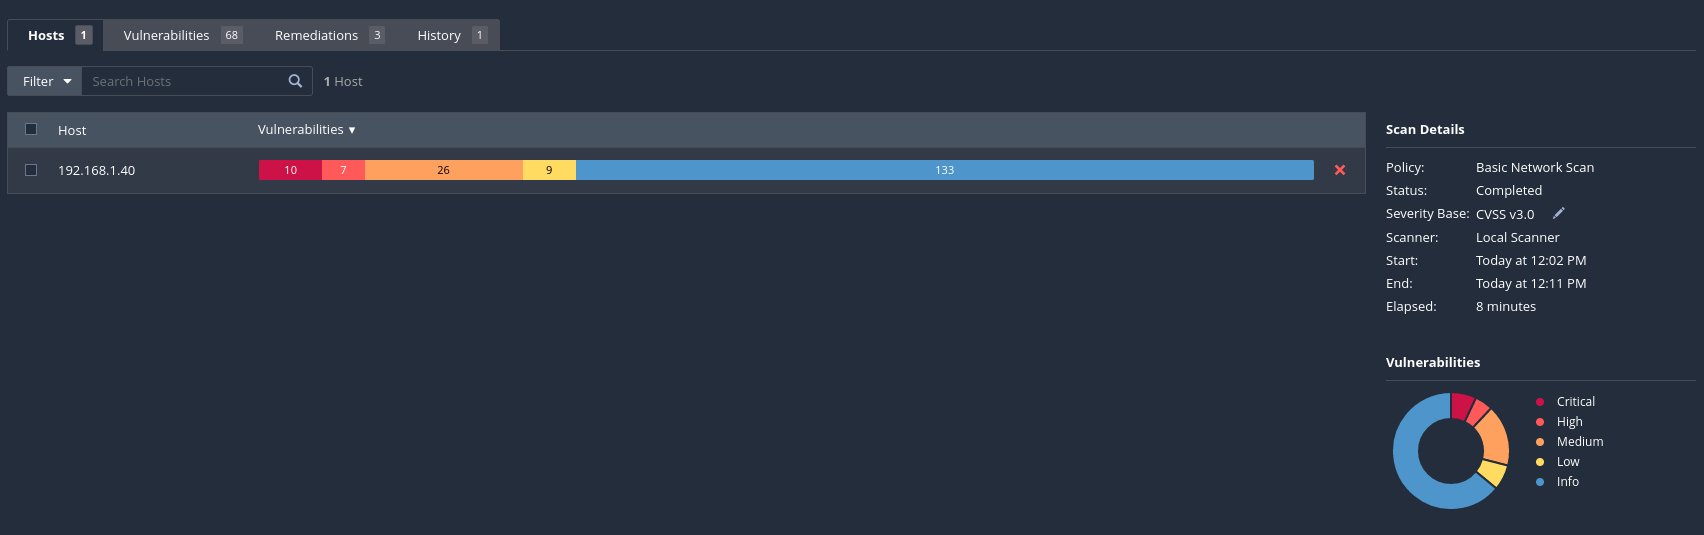 Hosts 1 Vulnerabilities 68 Remediations 3 History 1
Filter Search Hosts 1 Host
Host Vulnerabilities ▼
192.168.1.40 10 7 26 9 133
Scan Details
Policy: Basic Network Scan
Status: Completed
Severity Base: CVSS v3.0
Scanner: Local Scanner
Start: Today at 12:02 PM
End: Today at 12:11 PM
Elapsed: 8 minutes
Vulnerabilities
Critical
High
Medium
Low
Info